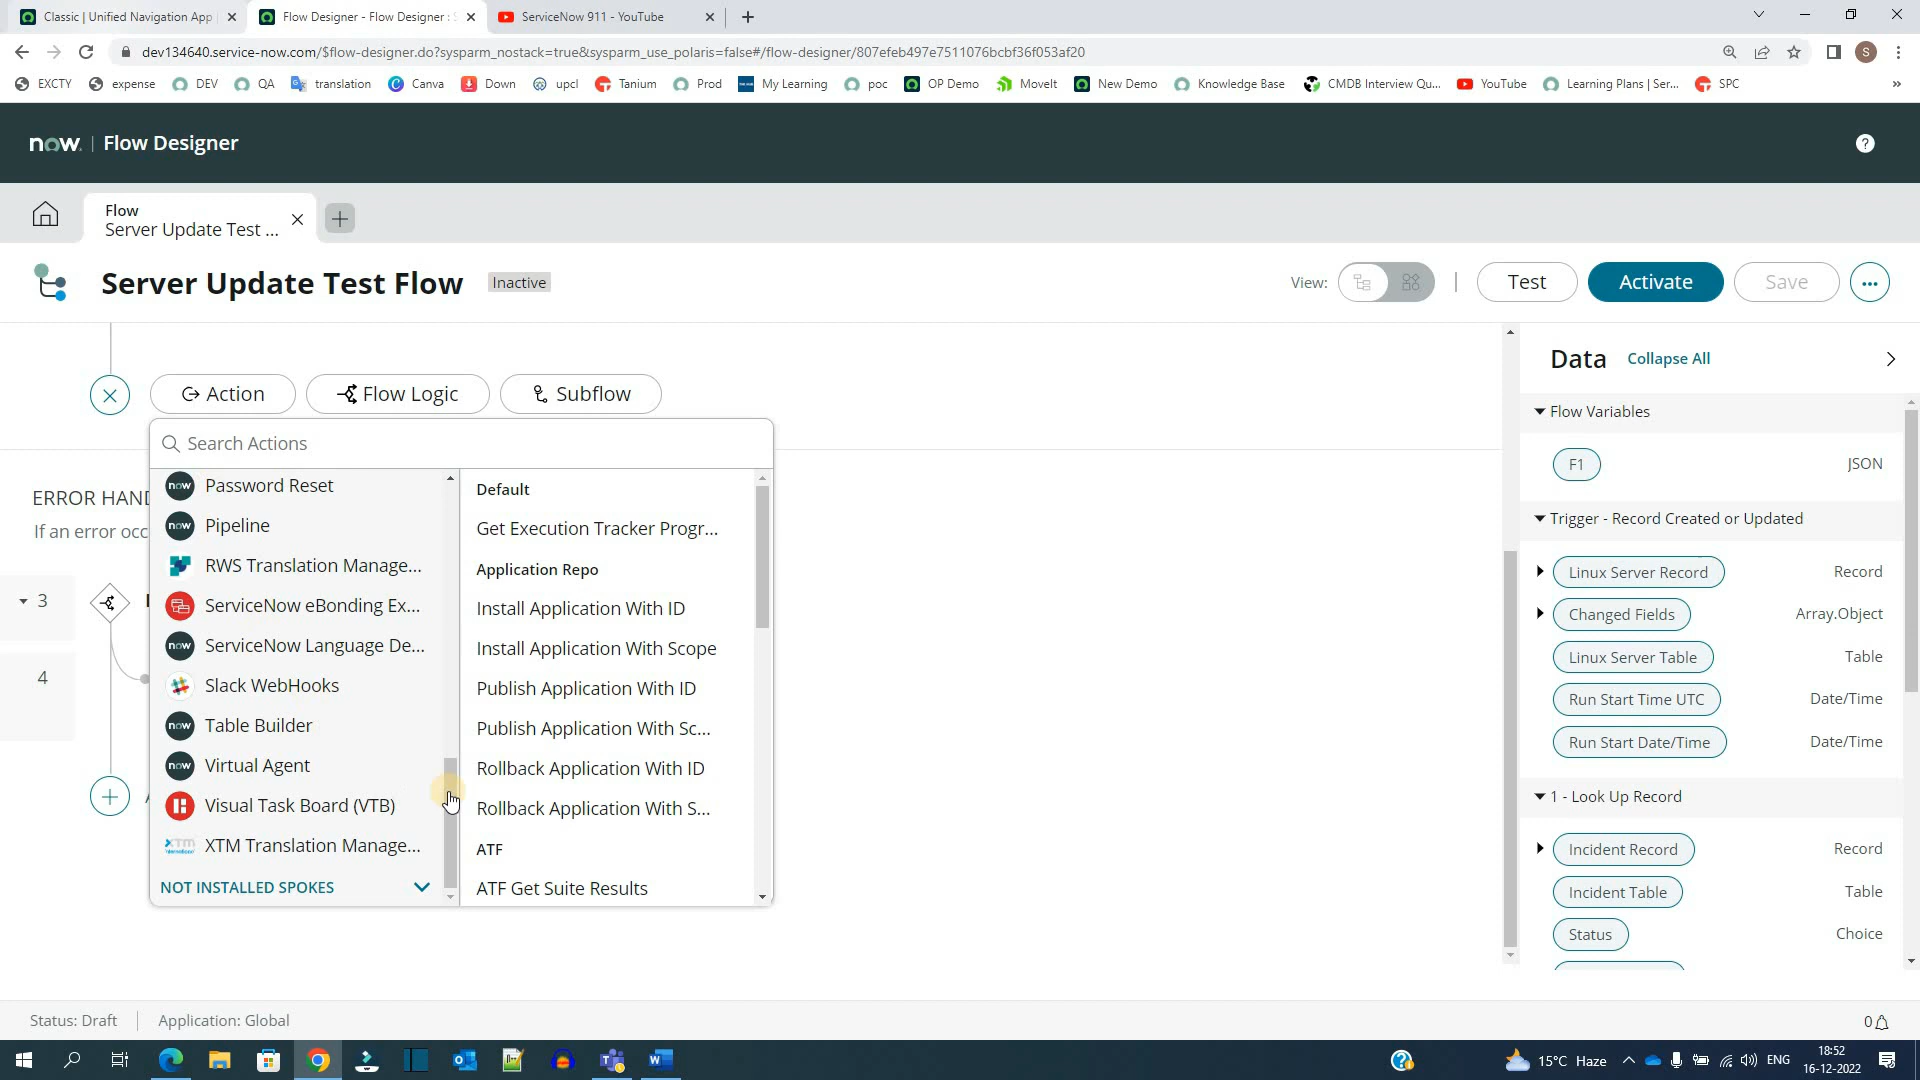 Classic | Unified Navigation App
Flow Designer - Flow Designer : S
ServiceNow 911 - YouTube
dev134640.service-now.com/$flow-designer.do?sysparm_nostack=true&sysparm_use_polaris=false#/flow-designer/807efeb497e7511076bcbf36f053af20
S
EXCTY
expense
DEV
QA
translation
Canva
Down
upcl
Tanium
Prod
My Learning
poc
OP Demo
MoveIt
New Demo
Knowledge Base
CMDB Interview Qu...
YouTube
Learning Plans | Ser...
SPC
»
now. | Flow Designer
?
Flow
Server Update Test ...
Server Update Test Flow
Inactive
View:
Test
Activate
Save
...
Action
Flow Logic
Subflow
Search Actions
ERROR HAND
If an error occ
3
4
now Password Reset
now Pipeline
RWS Translation Manage...
ServiceNow eBonding Ex...
now ServiceNow Language De...
Slack WebHooks
now Table Builder
now Virtual Agent
Visual Task Board (VTB)
XTM XTM Translation Manage...
NOT INSTALLED SPOKES
Default
Get Execution Tracker Progr...
Application Repo
Install Application With ID
Install Application With Scope
Publish Application With ID
Publish Application With Sc...
Rollback Application With ID
Rollback Application With S...
ATF
ATF Get Suite Results
Data
Collapse All
Flow Variables
F1 JSON
Trigger - Record Created or Updated
Linux Server Record Record
Changed Fields Array.Object
Linux Server Table Table
Run Start Time UTC Date/Time
Run Start Date/Time Date/Time
1 - Look Up Record
Incident Record Record
Incident Table Table
Status Choice
Status: Draft
Application: Global
0
15°C Haze
ENG
18:52
16-12-2022